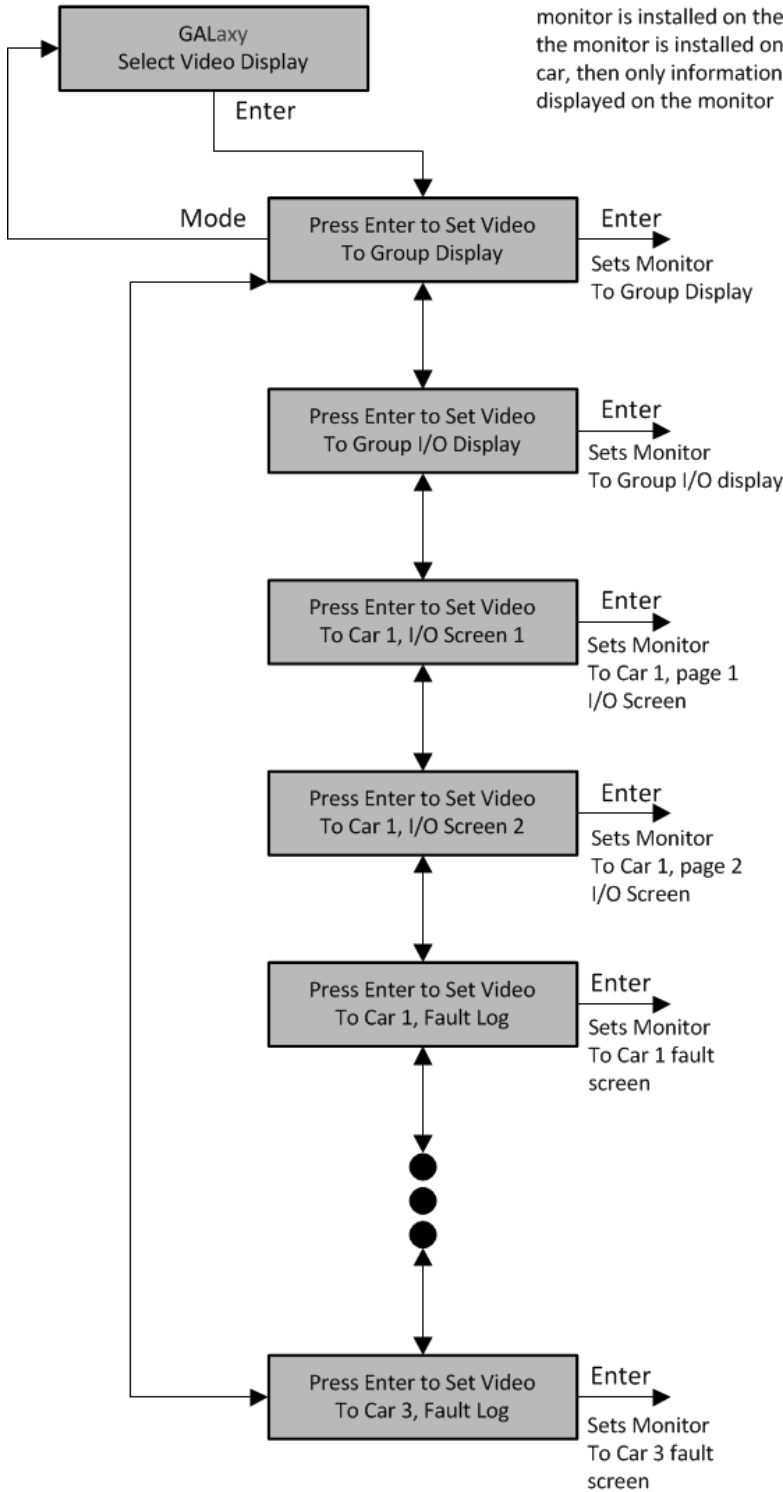 monitor is installed on the
the monitor is installed on
car, then only information
displayed on the monitor
GALaxy
Select Video Display
Enter
Mode
Press Enter to Set Video
To Group Display
Enter
Sets Monitor
To Group Display
Press Enter to Set Video
To Group I/O Display
Enter
Sets Monitor
To Group I/O display
Press Enter to Set Video
To Car 1, I/O Screen 1
Enter
Sets Monitor
To Car 1, page 1
I/O Screen
Press Enter to Set Video
To Car 1, I/O Screen 2
Enter
Sets Monitor
To Car 1, page 2
I/O Screen
Press Enter to Set Video
To Car 1, Fault Log
Enter
Sets Monitor
To Car 1 fault
screen
Press Enter to Set Video
To Car 3, Fault Log
Enter
Sets Monitor
To Car 3 fault
screen